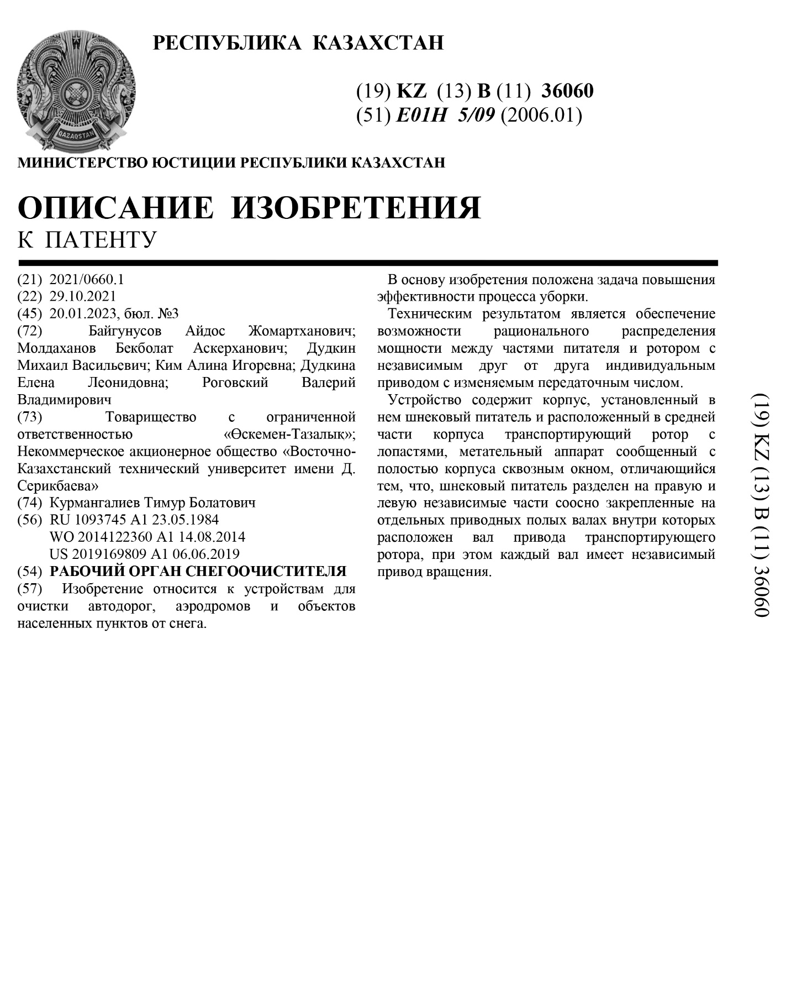 РЕСПУБЛИКА КАЗАХСТАН
(19) KZ (13) B (11) 36060
(51) E01H 5/09 (2006.01)
QAZAQSTAN
МИНИСТЕРСТВО ЮСТИЦИИ РЕСПУБЛИКИ КАЗАХСТАН
ОПИСАНИЕ ИЗОБРЕТЕНИЯ
К ПАТЕНТУ
(21) 2021/0660.1
(22) 29.10.2021
(45) 20.01.2023, бюл. №3
(72) Байгунусов Айдос Жомартханович;
Молдаханов Бекболат Аскерханович; Дудкин
Михаил Васильевич; Ким Алина Игоревна; Дудкина
Елена Леонидовна; Роговский Валерий
Владимирович
(73) Товарищество с ограниченной
ответственностью «Өскемен-Тазалық»;
Некоммерческое акционерное общество «Восточно-
Казахстанский технический университет имени Д.
Серикбаева»
(74) Курмангалиев Тимур Болатович
(56) RU 1093745 A1 23.05.1984
WO 2014122360 A1 14.08.2014
US 2019169809 A1 06.06.2019
(54) РАБОЧИЙ ОРГАН СНЕГООЧИСТИТЕЛЯ
(57) Изобретение относится к устройствам для
очистки автодорог, аэродромов и объектов
населенных пунктов от снега.
В основу изобретения положена задача повышения
эффективности процесса уборки.
Техническим результатом является обеспечение
возможности рационального распределения
мощности между частями питателя и ротором с
независимым друг от друга индивидуальным
приводом с изменяемым передаточным числом.
Устройство содержит корпус, установленный в
нем шнековый питатель и расположенный в средней
части корпуса транспортирующий ротор с
лопастями, метательный аппарат сообщенный с
полостью корпуса сквозным окном, отличающийся
тем, что, шнековый питатель разделен на правую и
левую независимые части соосно закрепленные на
отдельных приводных полых валах внутри которых
расположен вал привода транспортирующего
ротора, при этом каждый вал имеет независимый
привод вращения.
(19) KZ (13) B (11) 36060